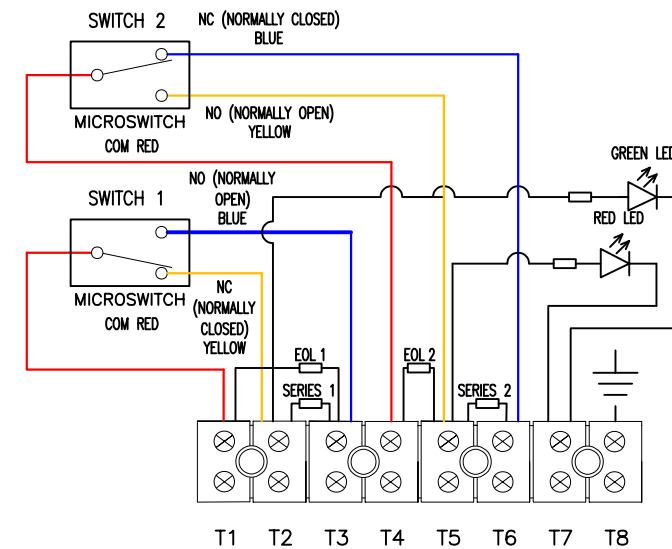 SWITCH 2
NC (NORMALLY CLOSED)
BLUE
NO (NORMALLY OPEN)
YELLOW
MICROSWITCH
COM RED
GREEN LED
RED LED
SWITCH 1
NO (NORMALLY
OPEN)
BLUE
MICROSWITCH
COM RED
NC
(NORMALLY
CLOSED)
YELLOW
EOL 1
EOL 2
SERIES 1
SERIES 2
T1 T2 T3 T4 T5 T6 T7 T8